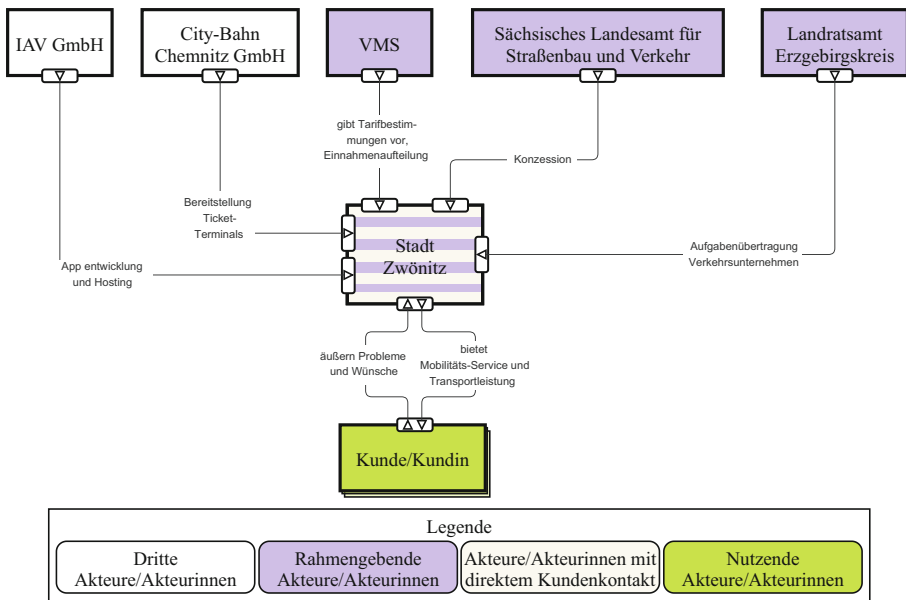 IAV GmbH
City-Bahn
Chemnitz GmbH
VMS
Sächsisches Landesamt für
Straßenbau und Verkehr
Landratsamt
Erzgebirgskreis
gibt Tarifbestim-
mungen vor,
Einnahmenaufteilung
Konzession
Bereitstellung
Ticket-
Terminals
Stadt
Zwönitz
Aufgabenübertragung
Verkehrsunternehmen
App entwicklung
und Hosting
äußern Probleme
und Wünsche
bietet
Mobilitäts-Service und
Transportleistung
Kunde/Kundin
Legende
Dritte
Akteure/Akteurinnen
Rahmengebende
Akteure/Akteurinnen
Akteure/Akteurinnen mit
direktem Kundenkontakt
Nutzende
Akteure/Akteurinnen